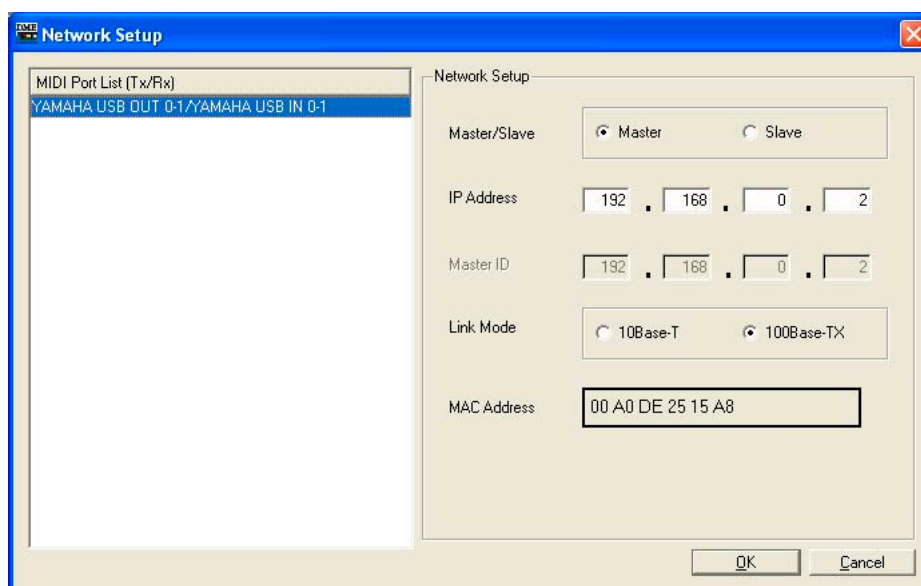 DME
Network Setup
MIDI Port List (Tx/Rx)
YAMAHA USB OUT 0-1/YAMAHA USB IN 0-1
Network Setup
Master/Slave Master Slave
IP Address 192 . 168 . 0 . 2
Master ID 192 . 168 . 0 . 2
Link Mode 10Base-T 100Base-TX
MAC Address 00 A0 DE 25 15 A8
OK Cancel